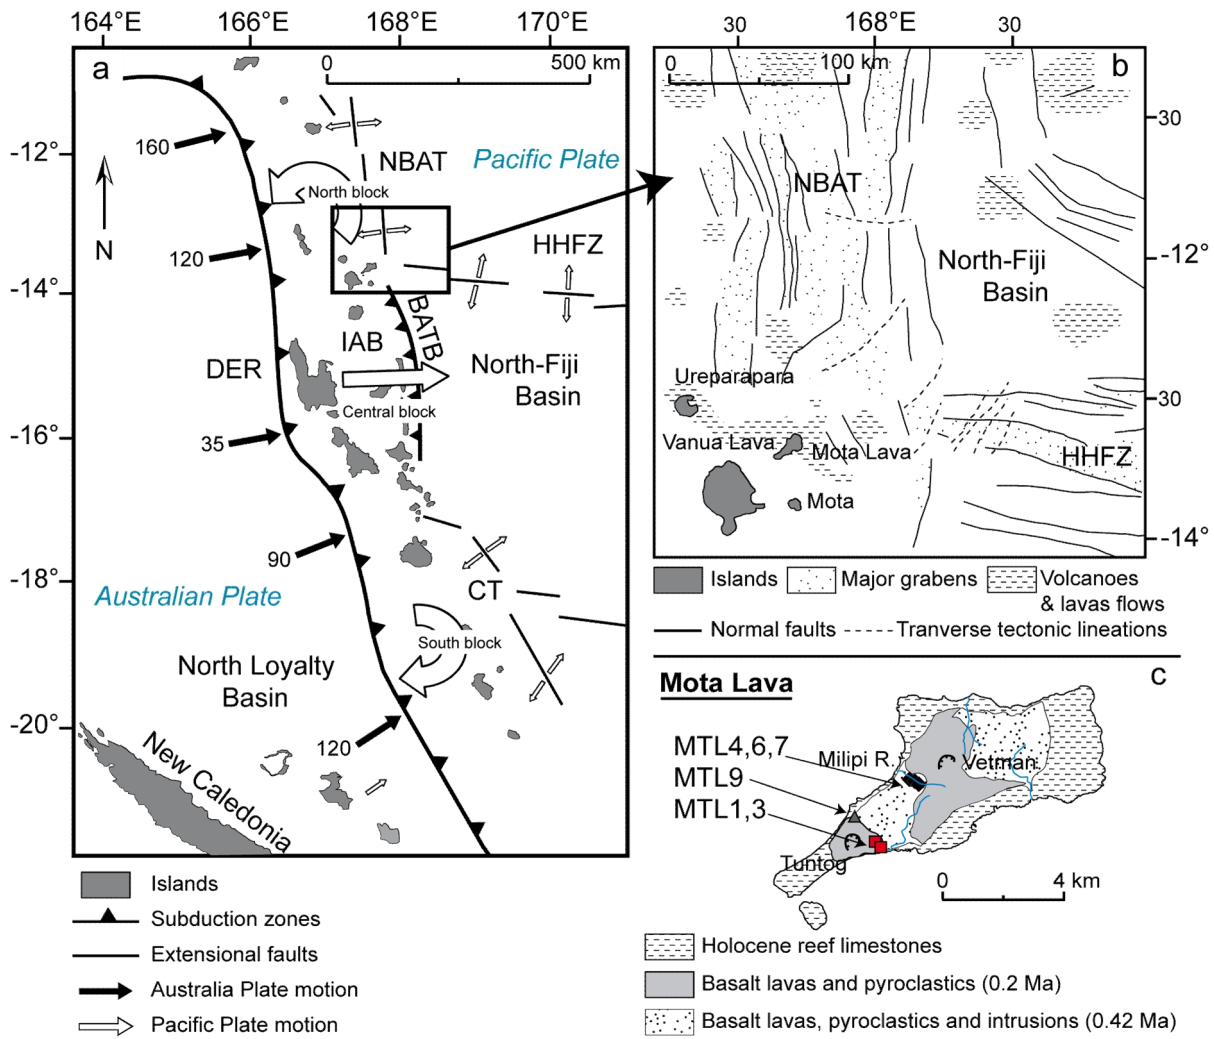 164°E 166°E 168°E 170°E
a
0 500 km
160
-12°
NBAT
Pacific Plate
North block
N
120
HHFZ
-14°
BATB
IAB
DER
North-Fiji
Basin
Central block
35
-16°
90
CT
-18°
Australian Plate
South block
North Loyalty
Basin
-20°
120
New Caledonia
Islands
Subduction zones
Extensional faults
Australia Plate motion
Pacific Plate motion
30 168°E 30
b
0 100 km
30
NBAT
-12°
North-Fiji
Basin
Ureparapara
30
Vanua Lava
Mota Lava
HHFZ
Mota
-14°
Islands
Major grabens
Volcanoes
& lavas flows
Normal faults
Tranverse tectonic lineations
c
Mota Lava
MTL4,6,7
Milipi R.
Vetman
MTL9
MTL1,3
Tuntog
0 4 km
Holocene reef limestones
Basalt lavas and pyroclastics (0.2 Ma)
Basalt lavas, pyroclastics and intrusions (0.42 Ma)